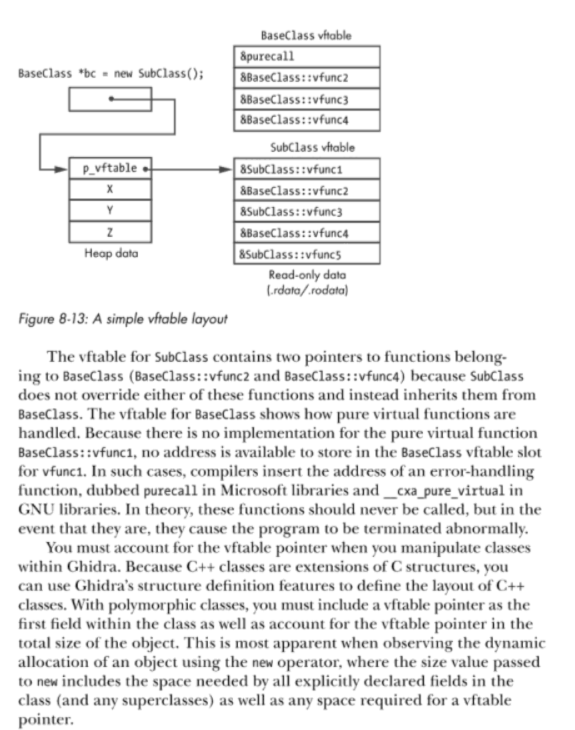 BaseClass vftable
&purecall
BaseClass *bc = new SubClass();
&BaseClass::vfunc2
&BaseClass::vfunc3
&BaseClass::vfunc4
SubClass vftable
p_vftable
&SubClass::vfunc1
X
&BaseClass::vfunc2
Y
&SubClass::vfunc3
Z
&BaseClass::vfunc4
Heap data
&SubClass::vfunc5
Read-only data
(.rdata/.rodata)
Figure 8-13: A simple vftable layout
The vftable for SubClass contains two pointers to functions belong-
ing to BaseClass (BaseClass::vfunc2 and BaseClass::vfunc4) because SubClass
does not override either of these functions and instead inherits them from
BaseClass. The vftable for BaseClass shows how pure virtual functions are
handled. Because there is no implementation for the pure virtual function
BaseClass::vfunc1, no address is available to store in the BaseClass vftable slot
for vfunc1. In such cases, compilers insert the address of an error-handling
function, dubbed purecall in Microsoft libraries and __cxa_pure_virtual in
GNU libraries. In theory, these functions should never be called, but in the
event that they are, they cause the program to be terminated abnormally.
You must account for the vftable pointer when you manipulate classes
within Ghidra. Because C++ classes are extensions of C structures, you
can use Ghidra's structure definition features to define the layout of C++
classes. With polymorphic classes, you must include a vftable pointer as the
first field within the class as well as account for the vftable pointer in the
total size of the object. This is most apparent when observing the dynamic
allocation of an object using the new operator, where the size value passed
to new includes the space needed by all explicitly declared fields in the
class (and any superclasses) as well as any space required for a vftable
pointer.